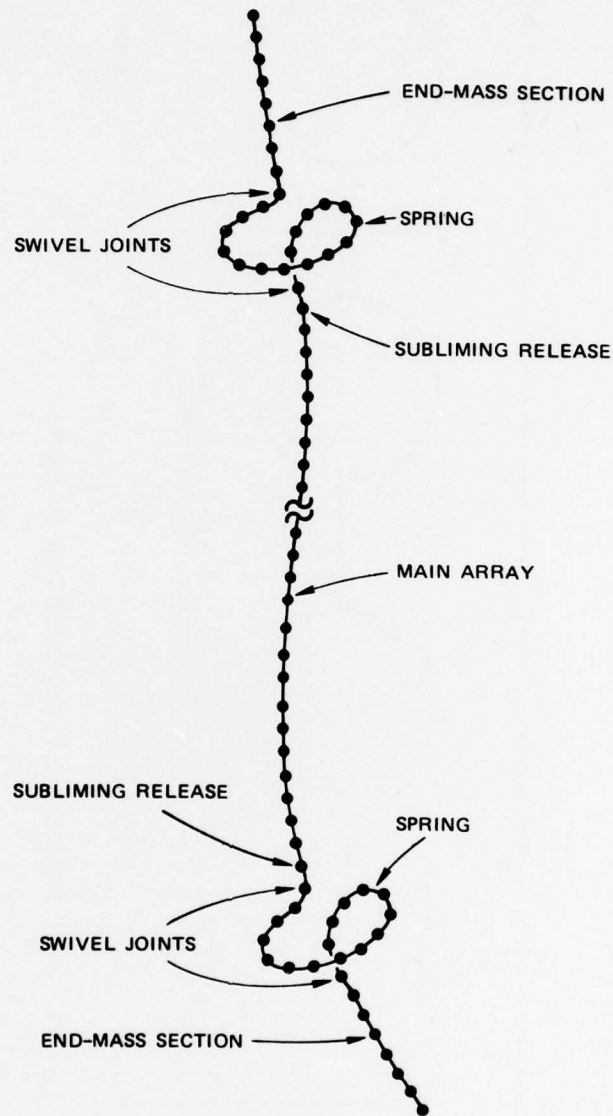 END-MASS SECTION
SPRING
SWIVEL JOINTS
SUBLIMING RELEASE
MAIN ARRAY
SUBLIMING RELEASE
SPRING
SWIVEL JOINTS
END-MASS SECTION